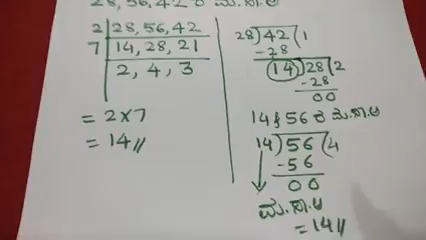 28, 56, 42 ರ ಮ.ಸಾ.ಅ
2 | 28, 56, 42
7 | 14, 28, 21
2, 4, 3
= 2 x 7
= 14 //
28) 42 (1
- 28
14) 28 (2
- 28
00
14 & 56 ರ ಮ.ಸಾ.ಅ
14) 56 (4
- 56
00
ಮ.ಸಾ.ಅ
= 14 //